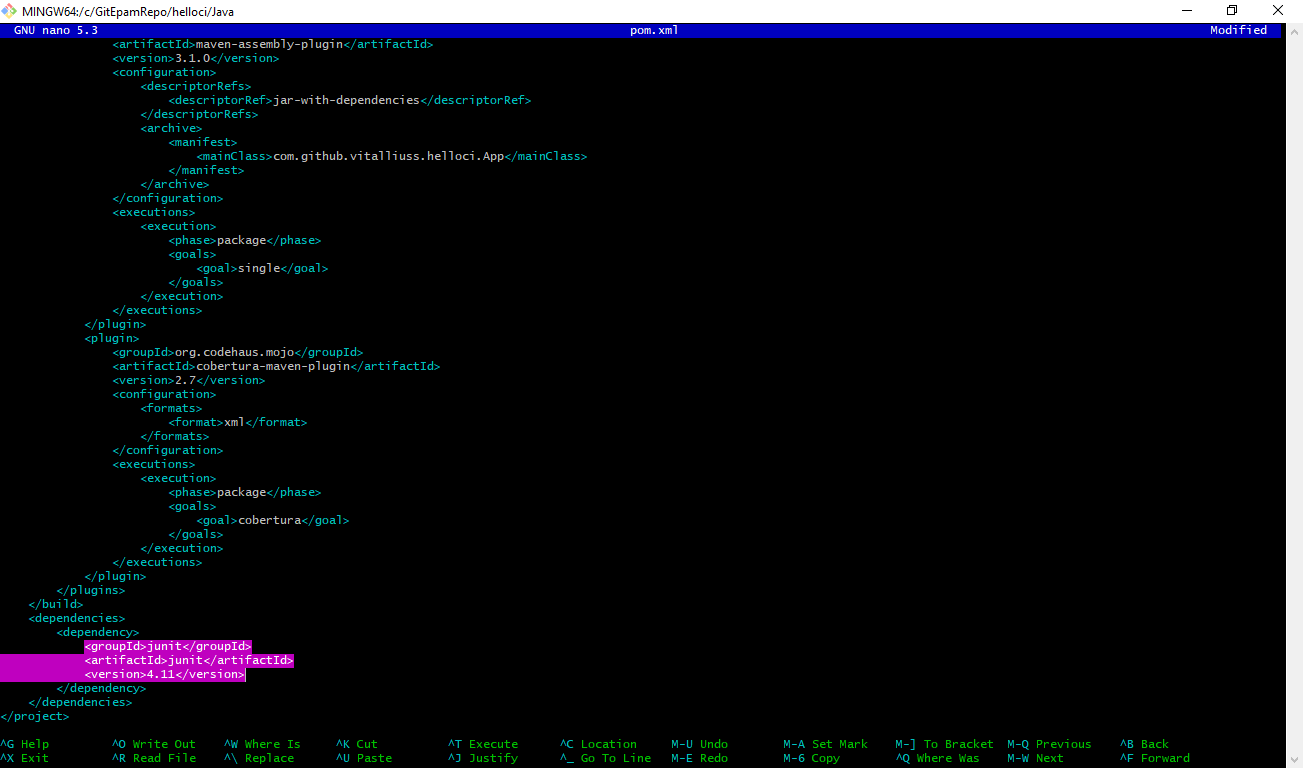 MINGW64:/c/GitEpamRepo/helloci/Java
GNU nano 5.3 pom.xml Modified
<artifactId>maven-assembly-plugin</artifactId>
<version>3.1.0</version>
<configuration>
<descriptorRefs>
<descriptorRef>jar-with-dependencies</descriptorRef>
</descriptorRefs>
<archive>
<manifest>
<mainClass>com.github.vitalliuss.helloci.App</mainClass>
</manifest>
</archive>
</configuration>
<executions>
<execution>
<phase>package</phase>
<goals>
<goal>single</goal>
</goals>
</execution>
</executions>
</plugin>
<plugin>
<groupId>org.codehaus.mojo</groupId>
<artifactId>cobertura-maven-plugin</artifactId>
<version>2.7</version>
<configuration>
<formats>
<format>xml</format>
</formats>
</configuration>
<executions>
<execution>
<phase>package</phase>
<goals>
<goal>cobertura</goal>
</goals>
</execution>
</executions>
</plugin>
</plugins>
</build>
<dependencies>
<dependency>
<groupId>junit</groupId>
<artifactId>junit</artifactId>
<version>4.11</version>
</dependency>
</dependencies>
</project>
^G Help ^O Write Out ^W Where Is ^K Cut ^T Execute ^C Location M-U Undo M-A Set Mark M-] To Bracket M-Q Previous ^B Back
^X Exit ^R Read File ^\ Replace ^U Paste ^J Justify ^_ Go To Line M-E Redo M-6 Copy ^Q Where Was M-W Next ^F Forward